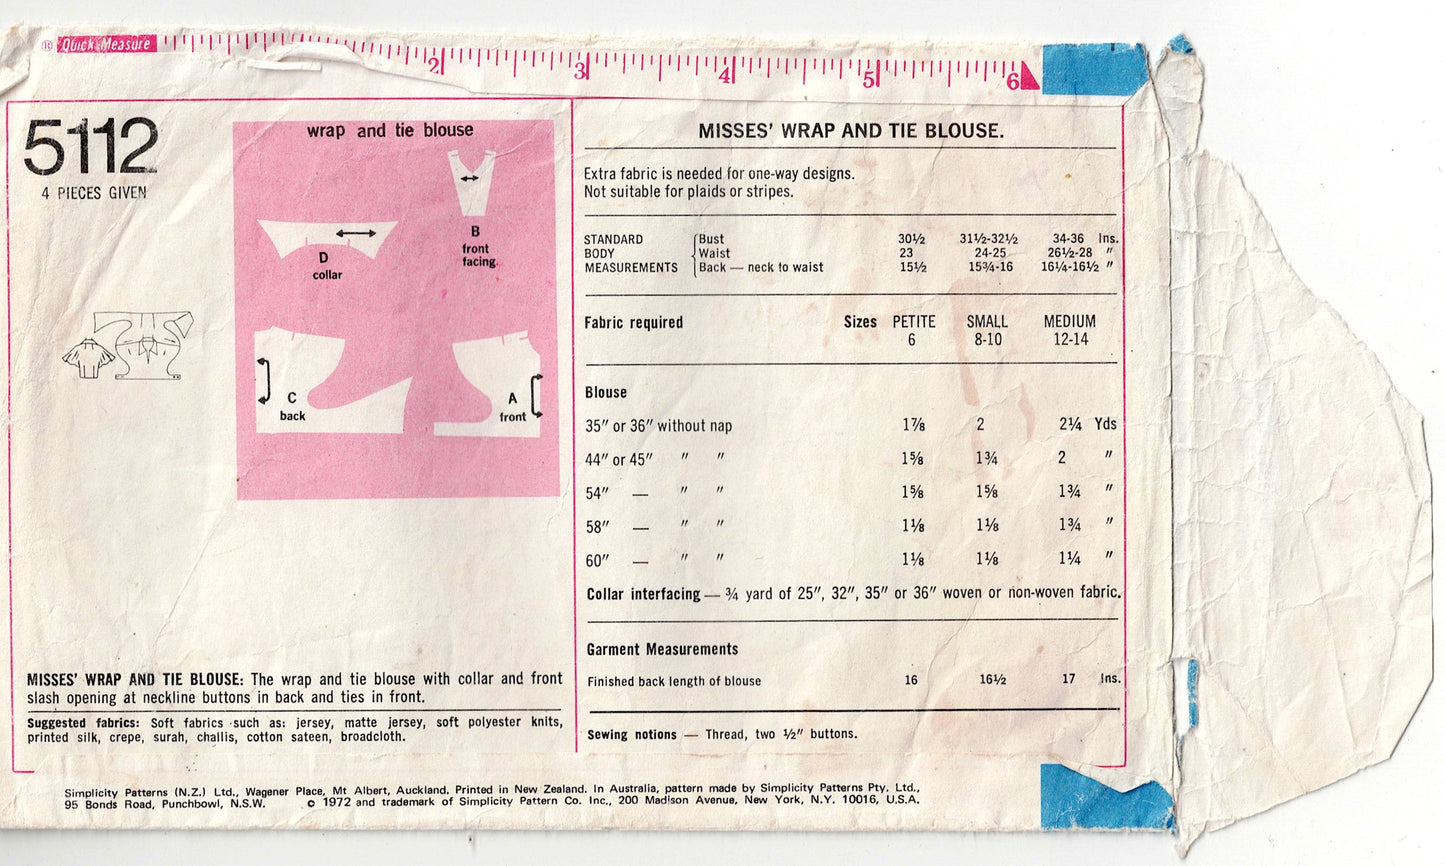 ® Quick Measure
2 3 4 5 6
5112
4 PIECES GIVEN
wrap and tie blouse
B
front
facing
D
collar
C
back
A
front
MISSES' WRAP AND TIE BLOUSE: The wrap and tie blouse with collar and front
slash opening at neckline buttons in back and ties in front.
Suggested fabrics: Soft fabrics such as: jersey, matte jersey, soft polyester knits,
printed silk, crepe, surah, challis, cotton sateen, broadcloth.
MISSES' WRAP AND TIE BLOUSE.
Extra fabric is needed for one-way designs.
Not suitable for plaids or stripes.
STANDARD Bust 30½ 31½-32½ 34-36 Ins.
BODY Waist 23 24-25 26½-28 "
MEASUREMENTS Back — neck to waist 15½ 15¾-16 16¼-16½ "
Fabric required Sizes PETITE SMALL MEDIUM
6 8-10 12-14
Blouse
35" or 36" without nap 1⅞ 2 2¼ Yds
44" or 45" " " 1⅝ 1¾ 2 "
54" — " " 1⅝ 1⅝ 1¾ "
58" — " " 1⅛ 1⅛ 1¾ "
60" — " " 1⅛ 1⅛ 1¼ "
Collar interfacing — ¾ yard of 25", 32", 35" or 36" woven or non-woven fabric.
Garment Measurements
Finished back length of blouse 16 16½ 17 Ins.
Sewing notions — Thread, two ½" buttons.
Simplicity Patterns (N.Z.) Ltd., Wagener Place, Mt Albert, Auckland. Printed in New Zealand. In Australia, pattern made by Simplicity Patterns Pty. Ltd.,
95 Bonds Road, Punchbowl, N.S.W. © 1972 and trademark of Simplicity Pattern Co. Inc., 200 Madison Avenue, New York, N.Y. 10016, U.S.A.